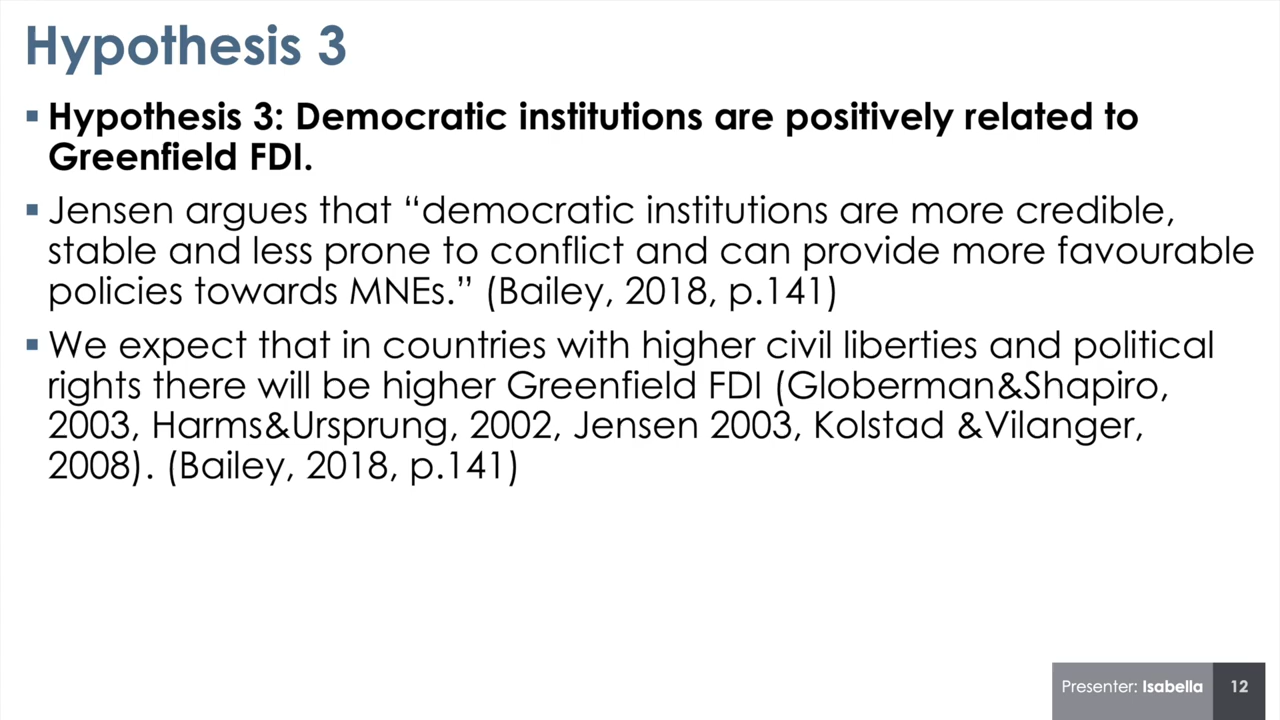 Hypothesis 3
▪ Hypothesis 3: Democratic institutions are positively related to
Greenfield FDI.
▪ Jensen argues that “democratic institutions are more credible,
stable and less prone to conflict and can provide more favourable
policies towards MNEs.” (Bailey, 2018, p.141)
▪ We expect that in countries with higher civil liberties and political
rights there will be higher Greenfield FDI (Globerman&Shapiro,
2003, Harms&Ursprung, 2002, Jensen 2003, Kolstad &Vilanger,
2008). (Bailey, 2018, p.141)
Presenter: Isabella 12